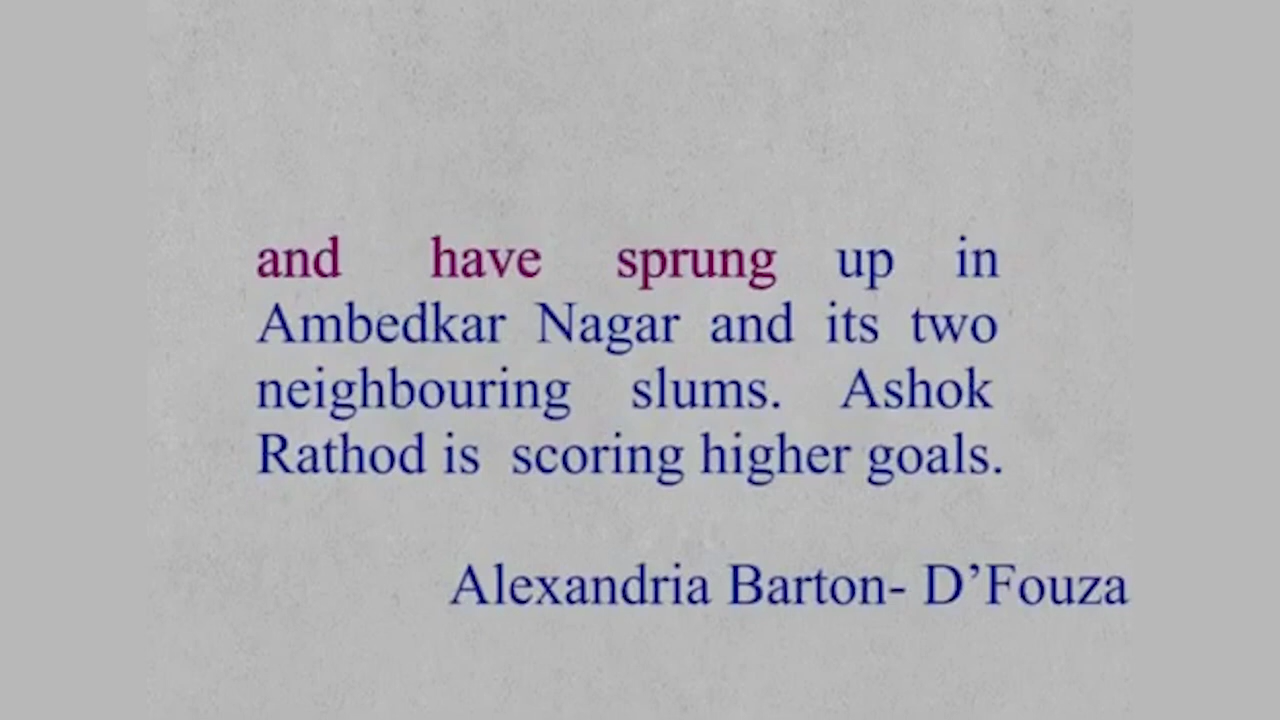 and have sprung up in
Ambedkar Nagar and its two
neighbouring slums. Ashok
Rathod is scoring higher goals.
Alexandria Barton- D’Fouza